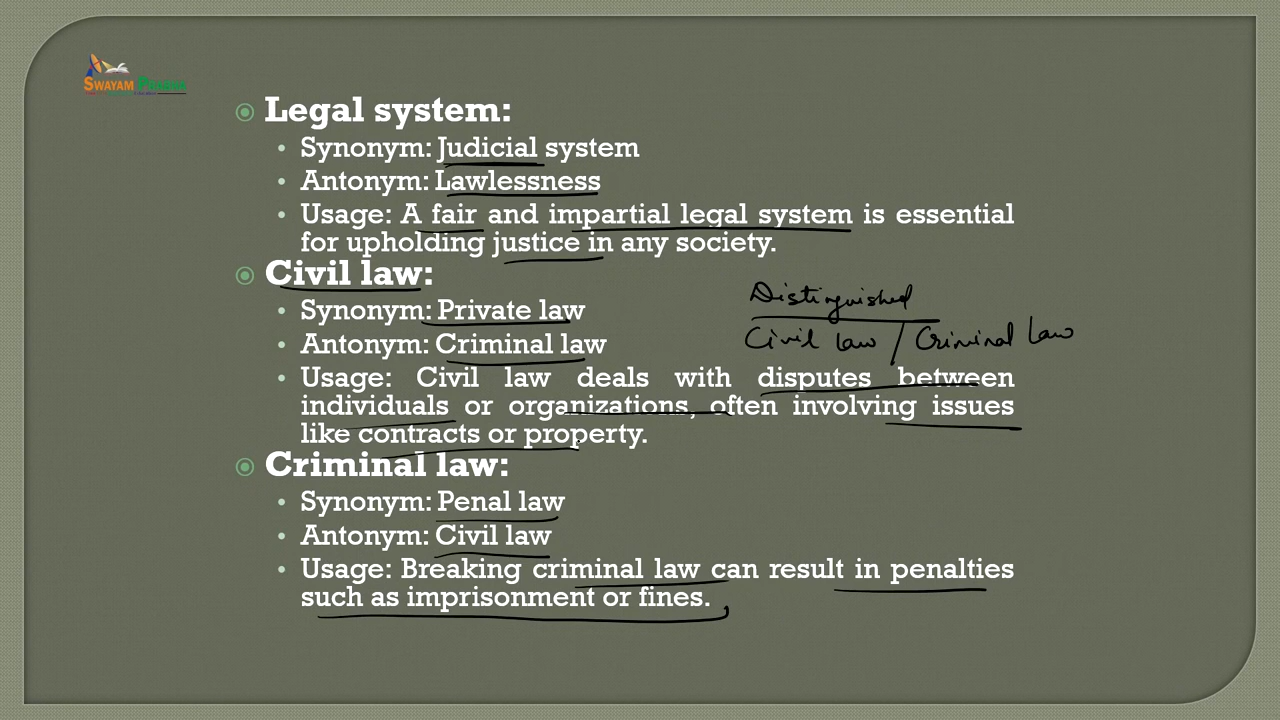 SWAYAM PRABHA
Legal system:
Synonym: Judicial system
Antonym: Lawlessness
Usage: A fair and impartial legal system is essential
for upholding justice in any society.
Civil law:
Synonym: Private law
Antonym: Criminal law
Usage: Civil law deals with disputes between
individuals or organizations, often involving issues
like contracts or property.
Distinguished
Civil law / Criminal law
Criminal law:
Synonym: Penal law
Antonym: Civil law
Usage: Breaking criminal law can result in penalties
such as imprisonment or fines.